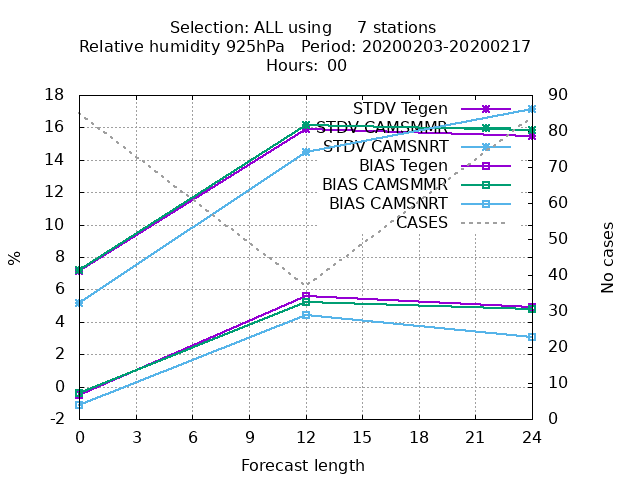 Selection: ALL using 7 stations
Relative humidity 925hPa Period: 20200203-20200217
Hours: 00
18
16
14
12
10
8
6
4
2
0
-2
%
STDV Tegen
STDV CAMSMMR
STDV CAMSNRT
BIAS Tegen
BIAS CAMSMMR
BIAS CAMSNRT
CASES
90
80
70
60
50
40
30
20
10
0
No cases
0 3 6 9 12 15 18 21 24
Forecast length